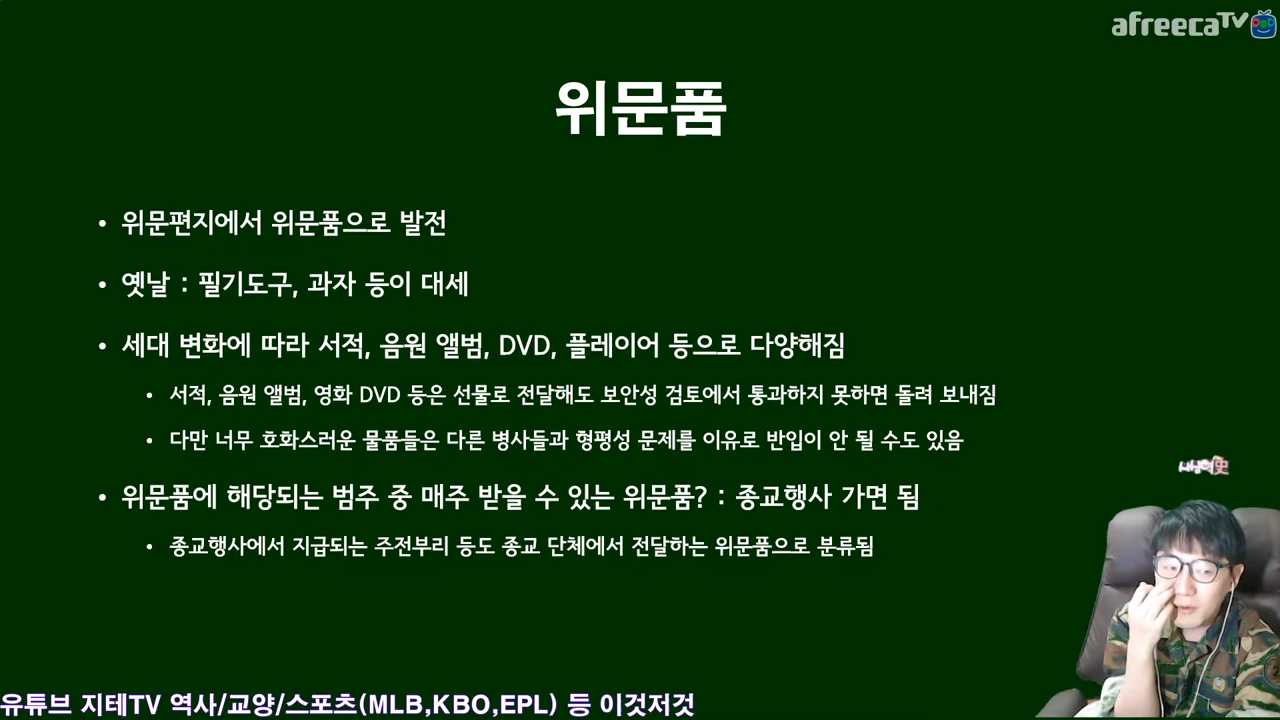 afreecaTV
위문품
• 위문편지에서 위문품으로 발전
• 옛날 : 필기도구, 과자 등이 대세
• 세대 변화에 따라 서적, 음원 앨범, DVD, 플레이어 등으로 다양해짐
• 서적, 음원 앨범, 영화 DVD 등은 선물로 전달해도 보안성 검토에서 통과하지 못하면 돌려 보내짐
• 다만 너무 호화스러운 물품들은 다른 병사들과 형평성 문제를 이유로 반입이 안 될 수도 있음
• 위문품에 해당되는 범주 중 매주 받을 수 있는 위문품? : 종교행사 가면 됨
• 종교행사에서 지급되는 주전부리 등도 종교 단체에서 전달하는 위문품으로 분류됨
유튜브 지테TV 역사/교양/스포츠(MLB,KBO,EPL) 등 이것저것